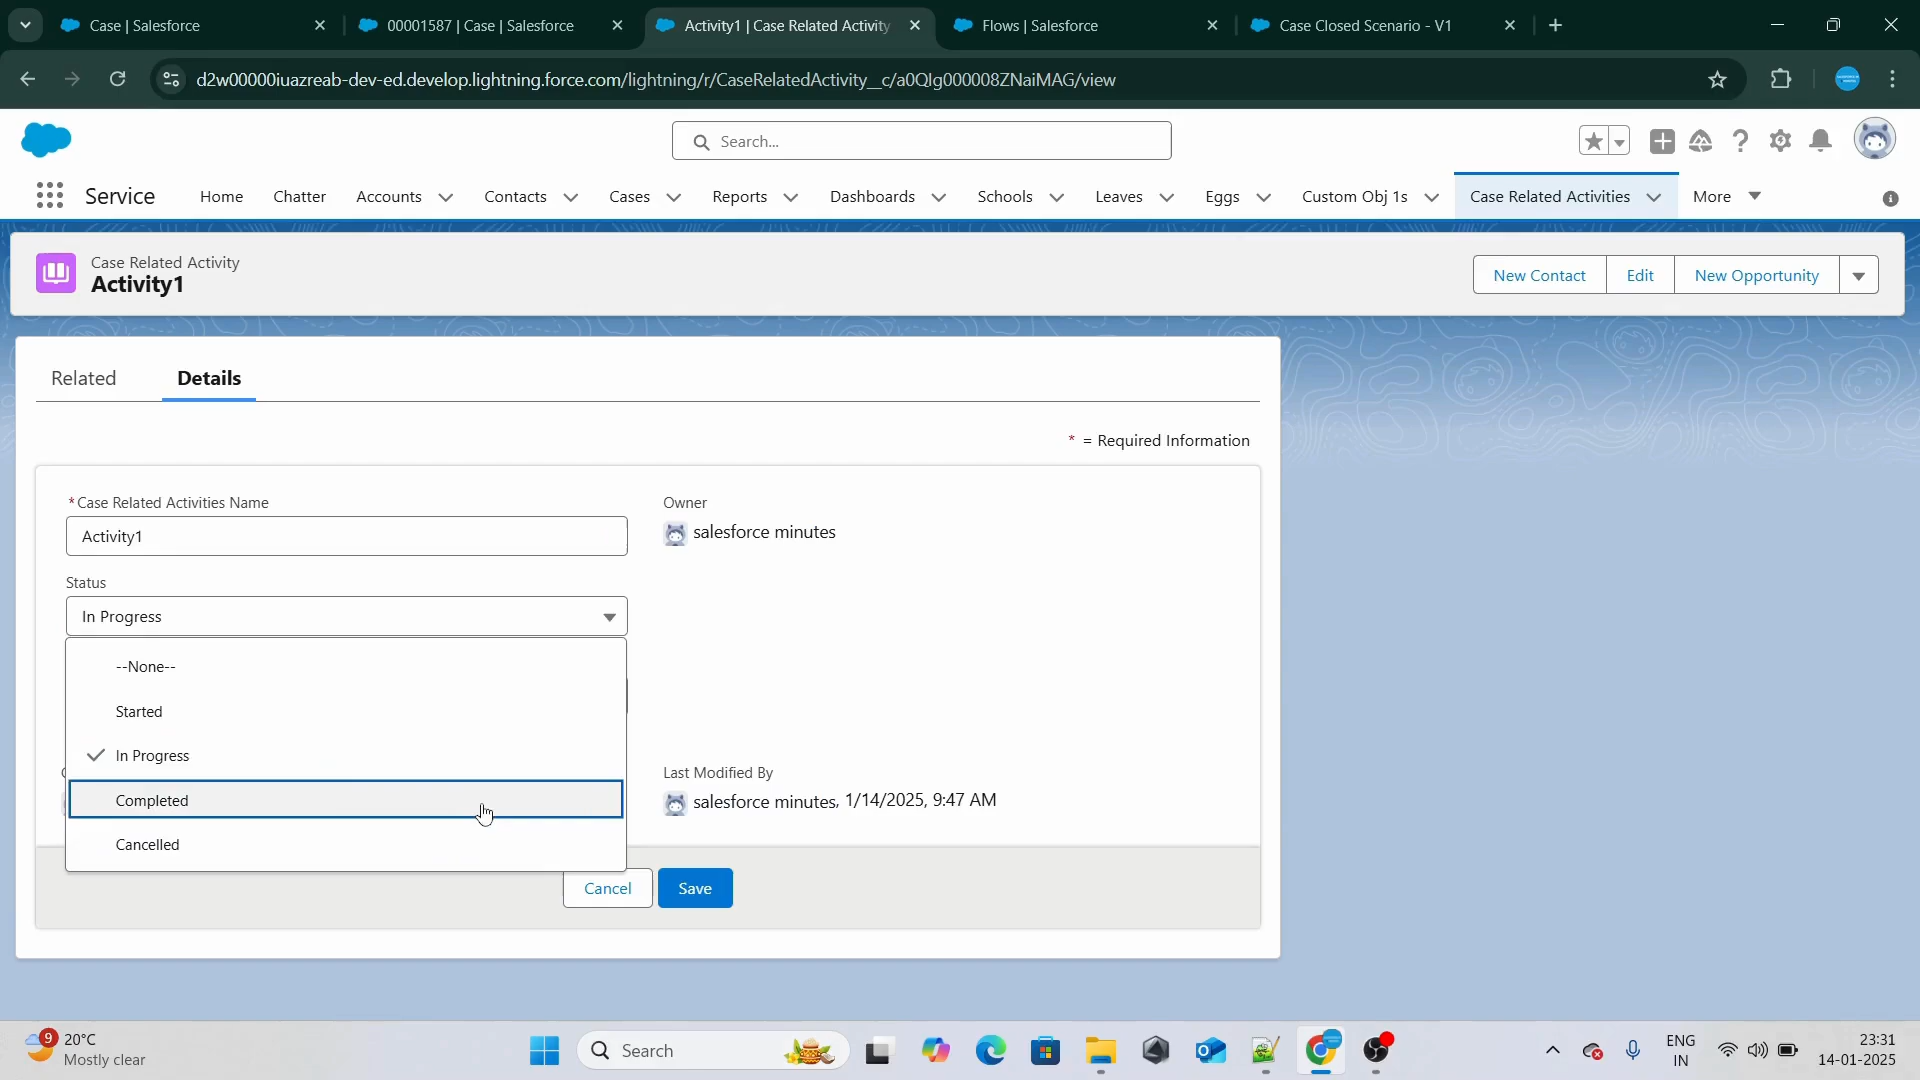 Case | Salesforce
00001587 | Case | Salesforce
Activity1 | Case Related Activity
Flows | Salesforce
Case Closed Scenario - V1
d2w00000iuazreab-dev-ed.develop.lightning.force.com/lightning/r/CaseRelatedActivity__c/a0QIg000008ZNaiMAG/view
Search...
Service
Home
Chatter
Accounts
Contacts
Cases
Reports
Dashboards
Schools
Leaves
Eggs
Custom Obj 1s
Case Related Activities
More
Case Related Activity
Activity1
New Contact
Edit
New Opportunity
Related
Details
* = Required Information
*Case Related Activities Name
Activity1
Owner
salesforce minutes
Status
In Progress
--None--
Started
In Progress
Completed
Cancelled
Last Modified By
salesforce minutes, 1/14/2025, 9:47 AM
Cancel
Save
9
20°C
Mostly clear
Search
ENG
IN
23:31
14-01-2025